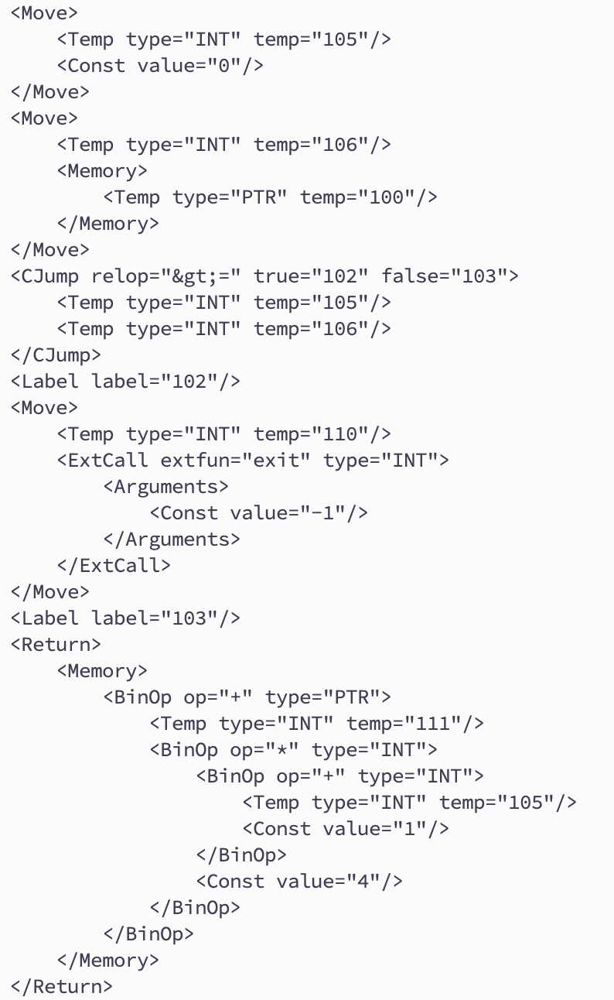 <Move>
    <Temp type="INT" temp="105"/>
    <Const value="0"/>
</Move>
<Move>
    <Temp type="INT" temp="106"/>
    <Memory>
        <Temp type="PTR" temp="100"/>
    </Memory>
</Move>
<CJump relop="&gt;=" true="102" false="103">
    <Temp type="INT" temp="105"/>
    <Temp type="INT" temp="106"/>
</CJump>
<Label label="102"/>
<Move>
    <Temp type="INT" temp="110"/>
    <ExtCall extfun="exit" type="INT">
        <Arguments>
            <Const value="-1"/>
        </Arguments>
    </ExtCall>
</Move>
<Label label="103"/>
<Return>
    <Memory>
        <BinOp op="+" type="PTR">
            <Temp type="INT" temp="111"/>
            <BinOp op="*" type="INT">
                <BinOp op="+" type="INT">
                    <Temp type="INT" temp="105"/>
                    <Const value="1"/>
                </BinOp>
                <Const value="4"/>
            </BinOp>
        </BinOp>
    </Memory>
</Return>